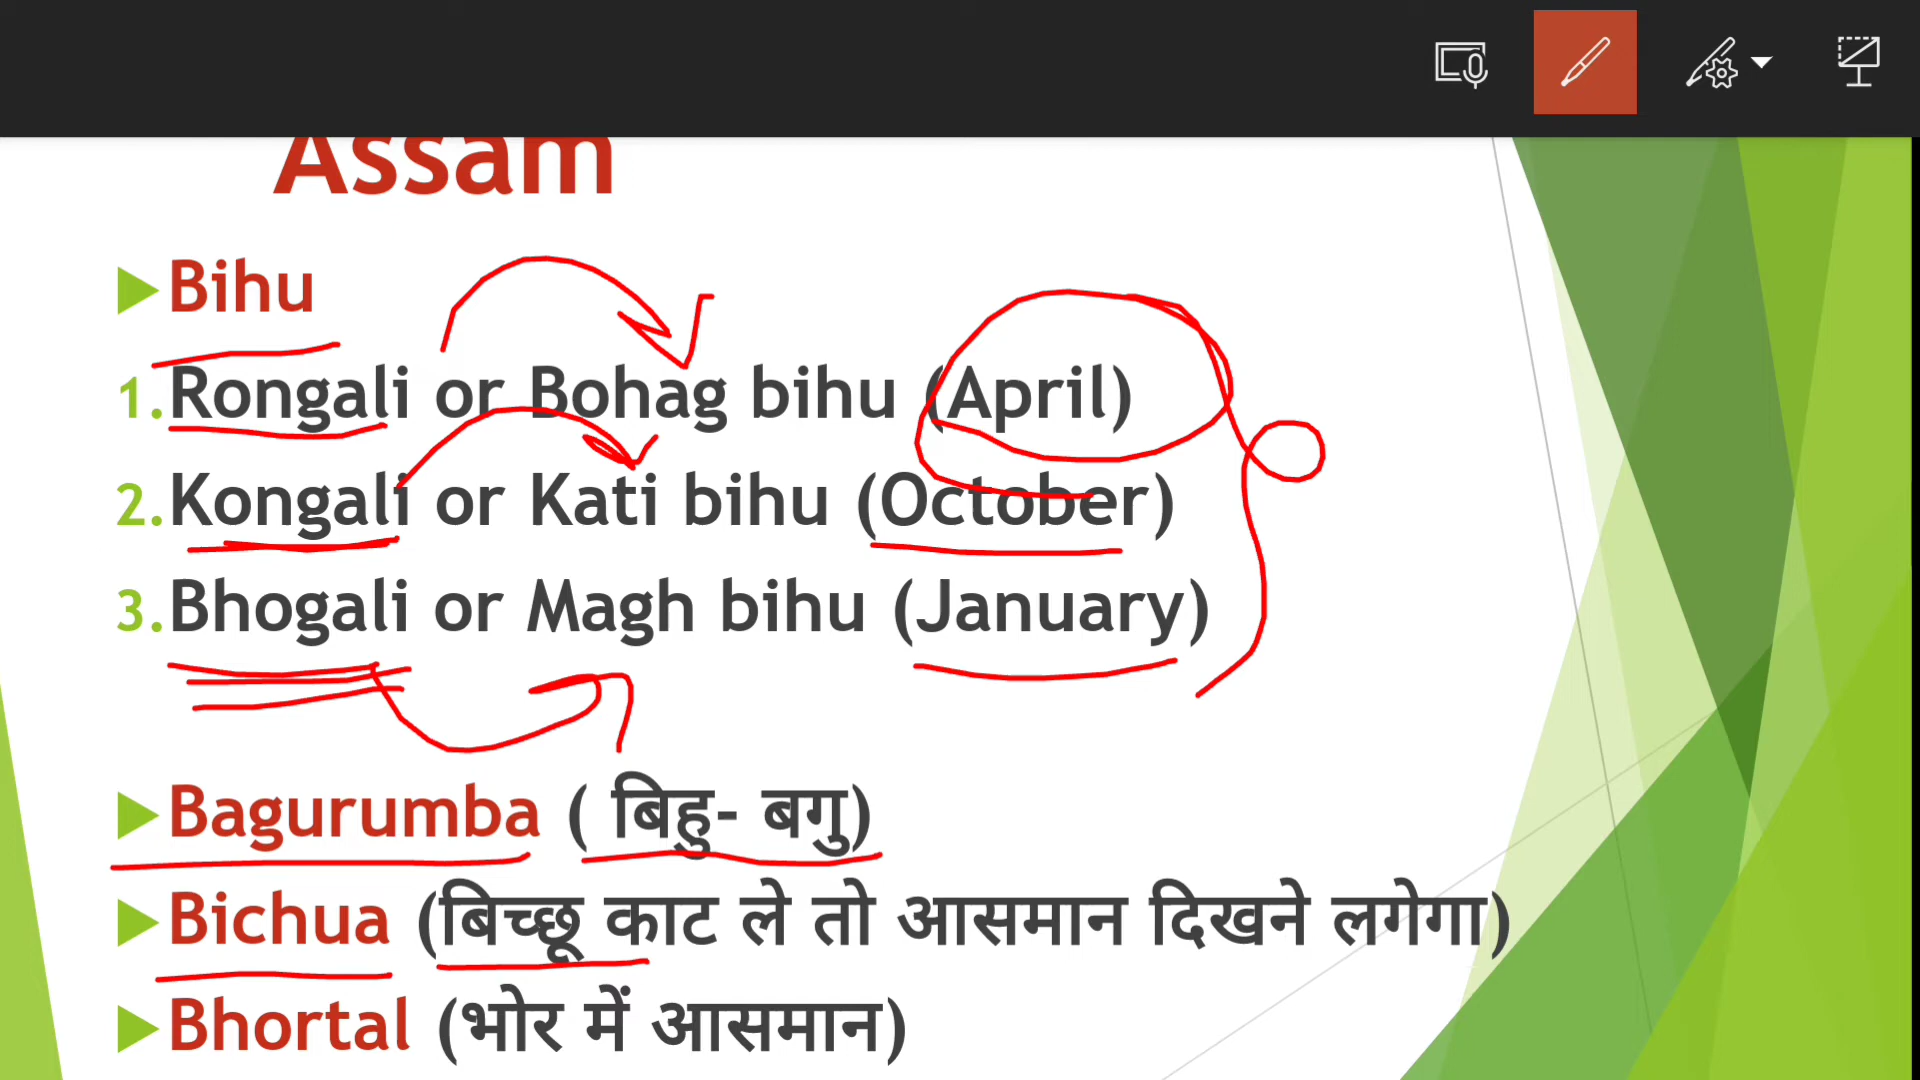 Assam
Bihu
1. Rongali or Bohag bihu (April)
2. Kongali or Kati bihu (October)
3. Bhogali or Magh bihu (January)
Bagurumba ( बिहु- बगु)
Bichua (बिच्छू काट ले तो आसमान दिखने लगेगा)
Bhortal (भोर में आसमान)